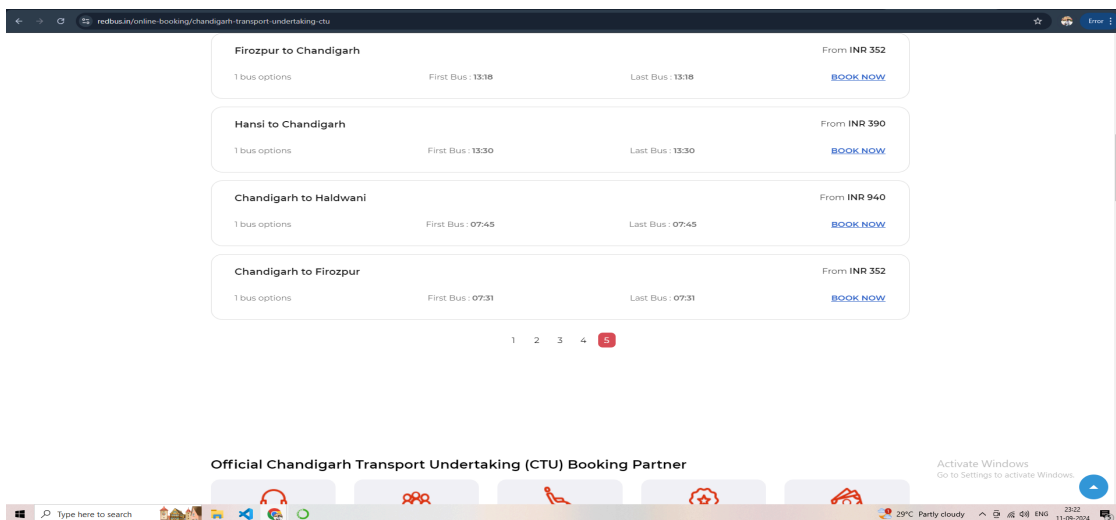 redbus.in/online-booking/chandigarh-transport-undertaking-ctu
Error
Firozpur to Chandigarh
From INR 352
1 bus options
First Bus : 13:18
Last Bus : 13:18
BOOK NOW
Hansi to Chandigarh
From INR 390
1 bus options
First Bus : 13:30
Last Bus : 13:30
BOOK NOW
Chandigarh to Haldwani
From INR 940
1 bus options
First Bus : 07:45
Last Bus : 07:45
BOOK NOW
Chandigarh to Firozpur
From INR 352
1 bus options
First Bus : 07:31
Last Bus : 07:31
BOOK NOW
1 2 3 4 5
Official Chandigarh Transport Undertaking (CTU) Booking Partner
Activate Windows
Go to Settings to activate Windows.
Type here to search
29°C Partly cloudy
ENG
23:22
11-09-2024